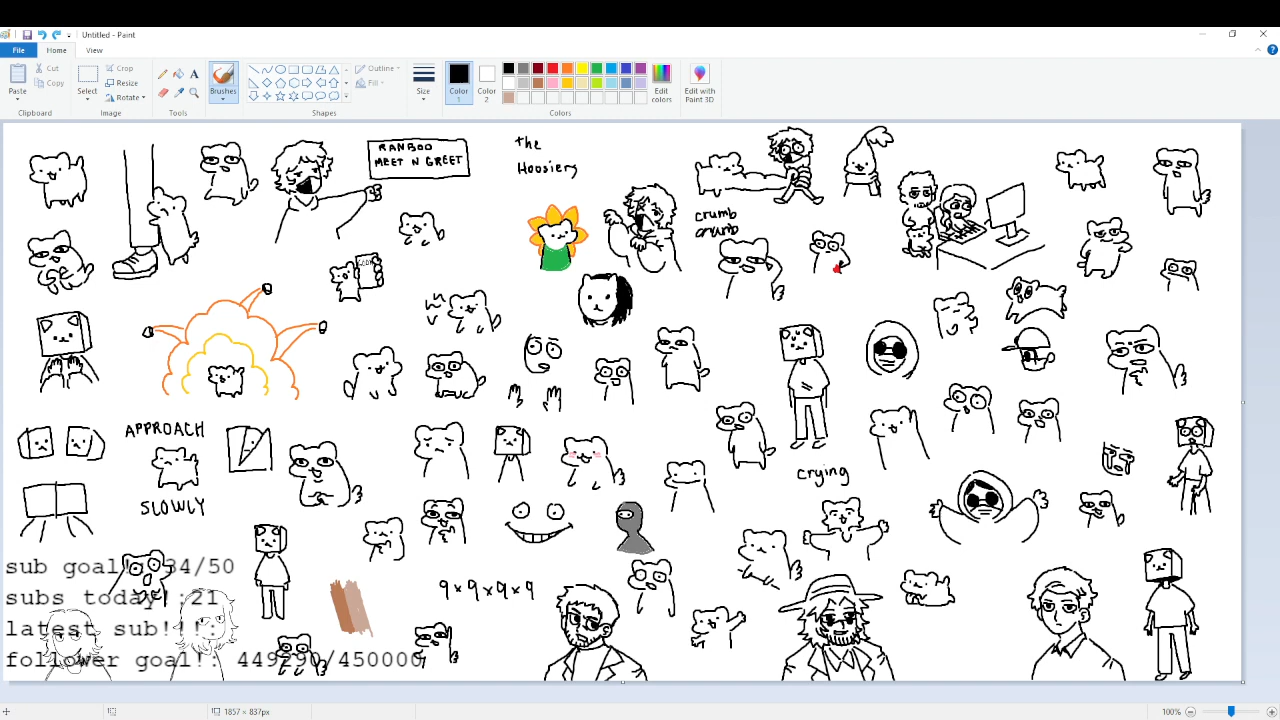 Untitled - Paint
File
Home
View
Paste
Cut
Copy
Clipboard
Select
Crop
Resize
Rotate
Image
A
Tools
Brushes
Outline
Fill
Shapes
Size
Color 1
Color 2
Edit colors
Colors
Edit with Paint 3D
RANBOO
MEET N GREET
the
Hoosiers
crumb
crumb
APPROACH
SLOWLY
crying
9 x 9 x 9 x 9
sub goal!: 34/50
subs today!:21
latest sub!!!:
follower goal!: 449290/450000
1857 × 837px
100%